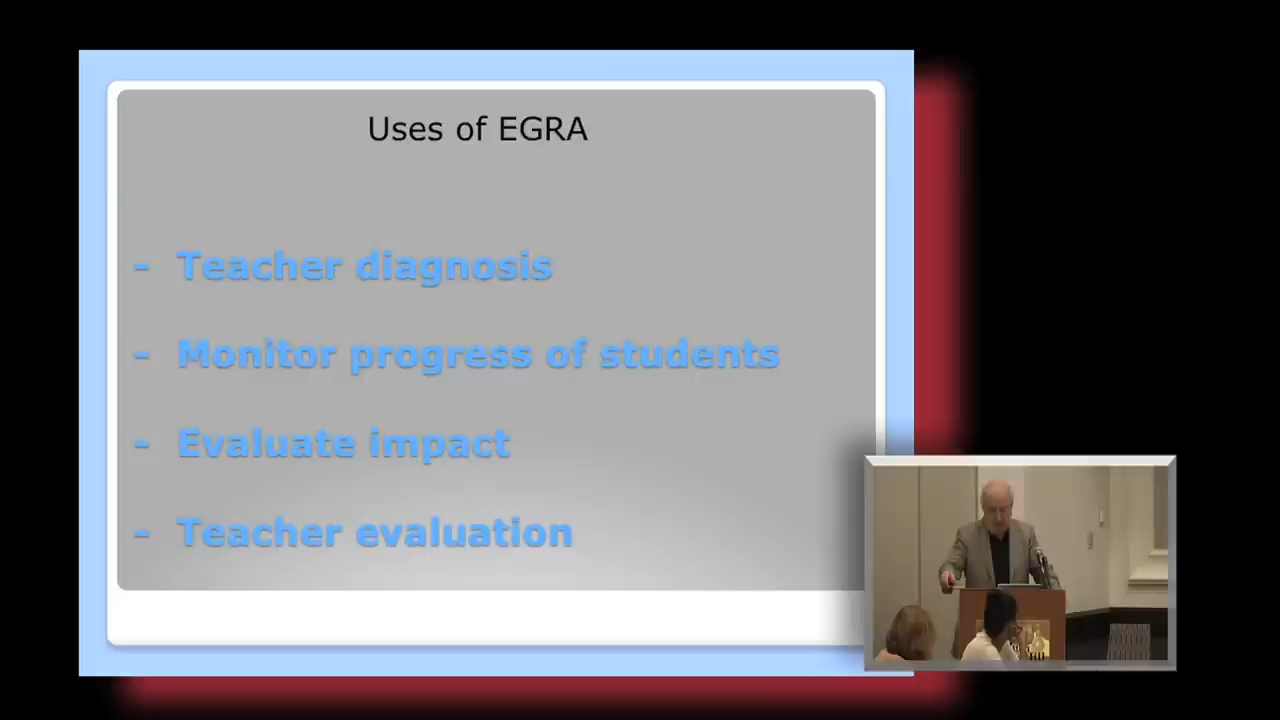 Uses of EGRA
- Teacher diagnosis
- Monitor progress of students
- Evaluate impact
- Teacher evaluation